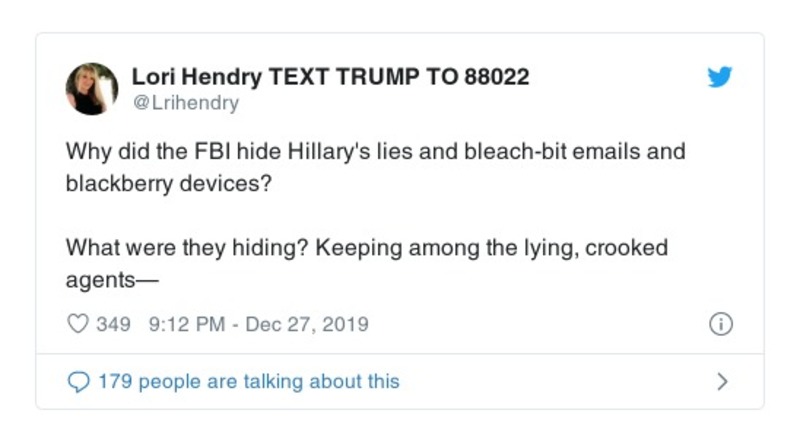 Lori Hendry TEXT TRUMP TO 88022
@Lrihendry
Why did the FBI hide Hillary's lies and bleach-bit emails and
blackberry devices?
What were they hiding? Keeping among the lying, crooked
agents—
349 9:12 PM - Dec 27, 2019
179 people are talking about this